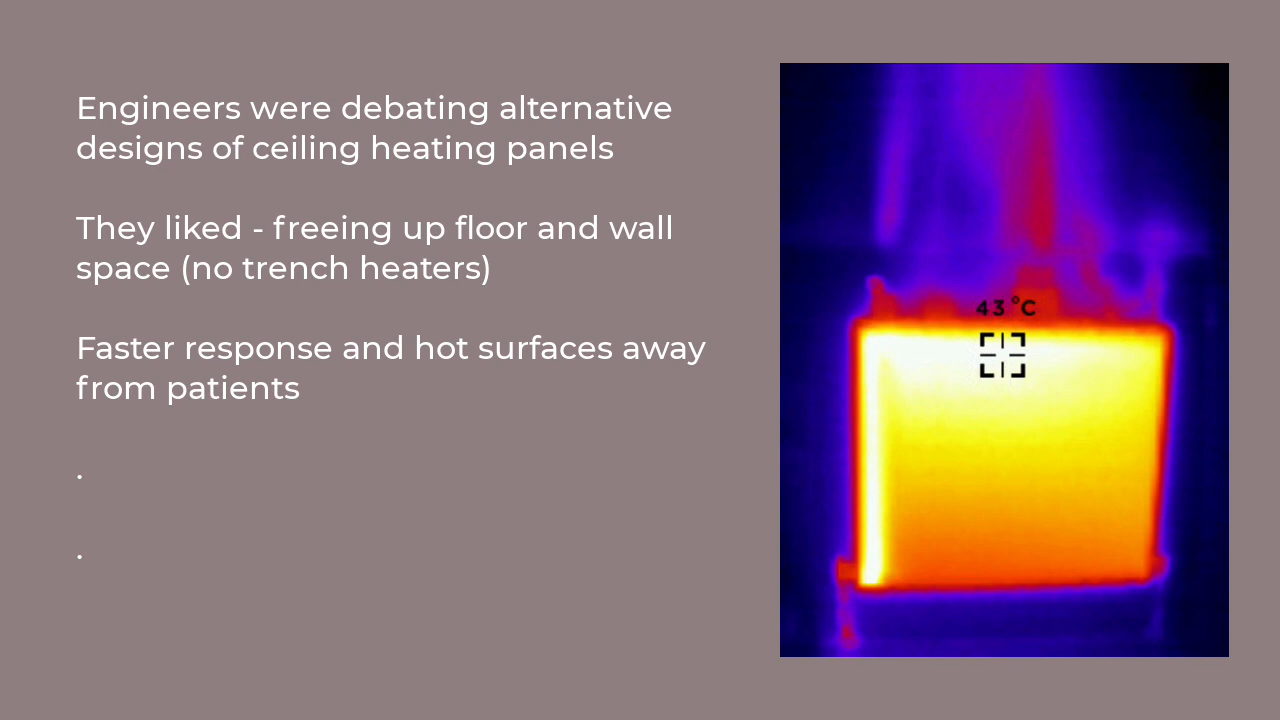 Engineers were debating alternative
designs of ceiling heating panels
They liked - freeing up floor and wall
space (no trench heaters)
Faster response and hot surfaces away
from patients
.
.
43°C